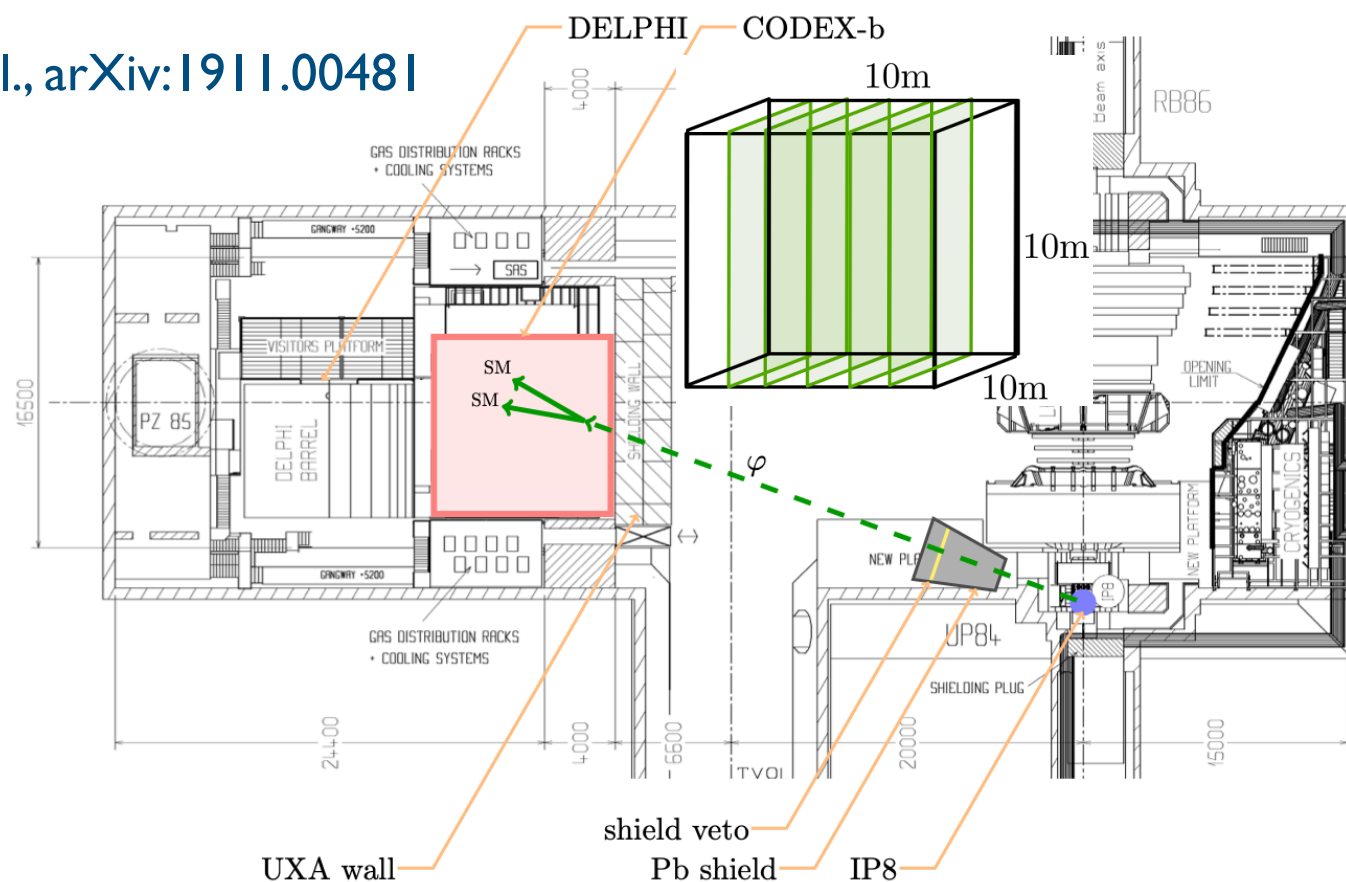 DELPHI
CODEX-b
l., arXiv:1911.00481
10m
4000
Beam axis
RB86
GAS DISTRIBUTION RACKS
+ COOLING SYSTEMS
GANGWAY +5200
SAS
10m
VISITORS PLATFORM
SM
SM
OPENING
LIMIT
10m
16500
PZ 85
DELPHI
BARREL
SHIELDING WALL
φ
CRYOGENICS
NEW PLATFORM
NEW PLA
IP8
GANGWAY +5200
UP84
GAS DISTRIBUTION RACKS
+ COOLING SYSTEMS
SHIELDING PLUG
24400
4000
6600
20000
15000
shield veto
UXA wall
Pb shield
IP8